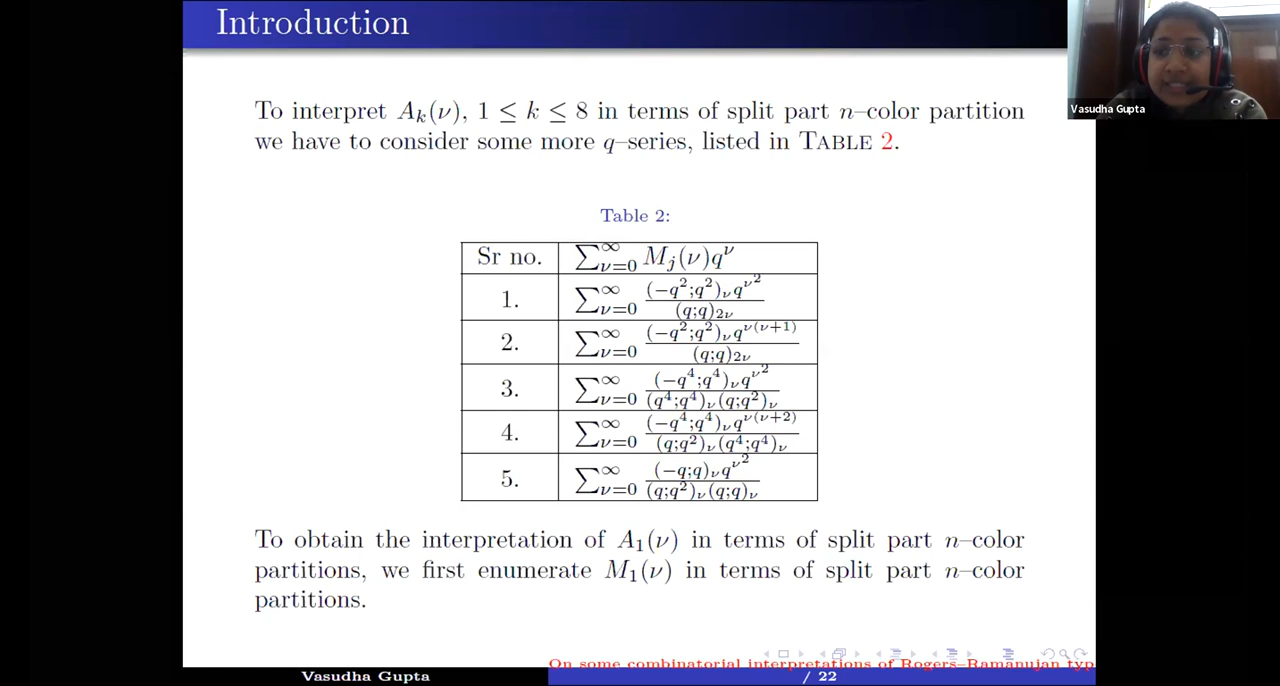 Introduction
Vasudha Gupta
To interpret A_k(ν), 1 ≤ k ≤ 8 in terms of split part n–color partition
we have to consider some more q–series, listed in TABLE 2.
Table 2:
Sr no. ∑_{ν=0}^∞ M_j(ν)q^ν
1. ∑_{ν=0}^∞ (−q^2;q^2)_ν q^{ν^2} / (q;q)_{2ν}
2. ∑_{ν=0}^∞ (−q^2;q^2)_ν q^{ν(ν+1)} / (q;q)_{2ν}
3. ∑_{ν=0}^∞ (−q^4;q^4)_ν q^{ν^2} / (q^4;q^4)_ν (q;q^2)_ν
4. ∑_{ν=0}^∞ (−q^4;q^4)_ν q^{ν(ν+2)} / (q;q^2)_ν (q^4;q^4)_ν
5. ∑_{ν=0}^∞ (−q;q)_ν q^{ν^2} / (q;q^2)_ν (q;q)_ν
To obtain the interpretation of A_1(ν) in terms of split part n–color
partitions, we first enumerate M_1(ν) in terms of split part n–color
partitions.
On some combinatorial interpretations of Rogers–Ramanujan typ
Vasudha Gupta
/ 22